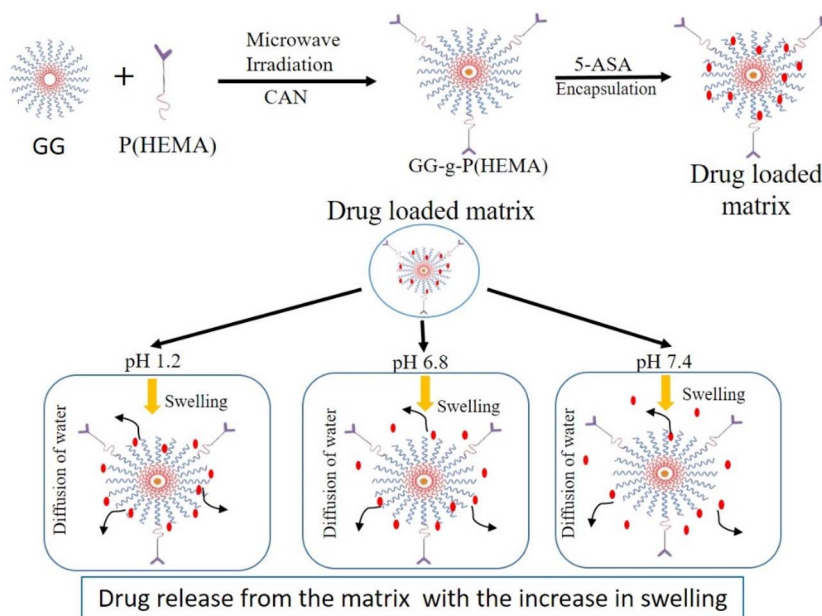 GG
+
P(HEMA)
Microwave
Irradiation
CAN
GG-g-P(HEMA)
5-ASA
Encapsulation
Drug loaded
matrix
Drug loaded matrix
pH 1.2
Swelling
Diffusion of water
pH 6.8
Swelling
Diffusion of water
pH 7.4
Swelling
Diffusion of water
Drug release from the matrix with the increase in swelling